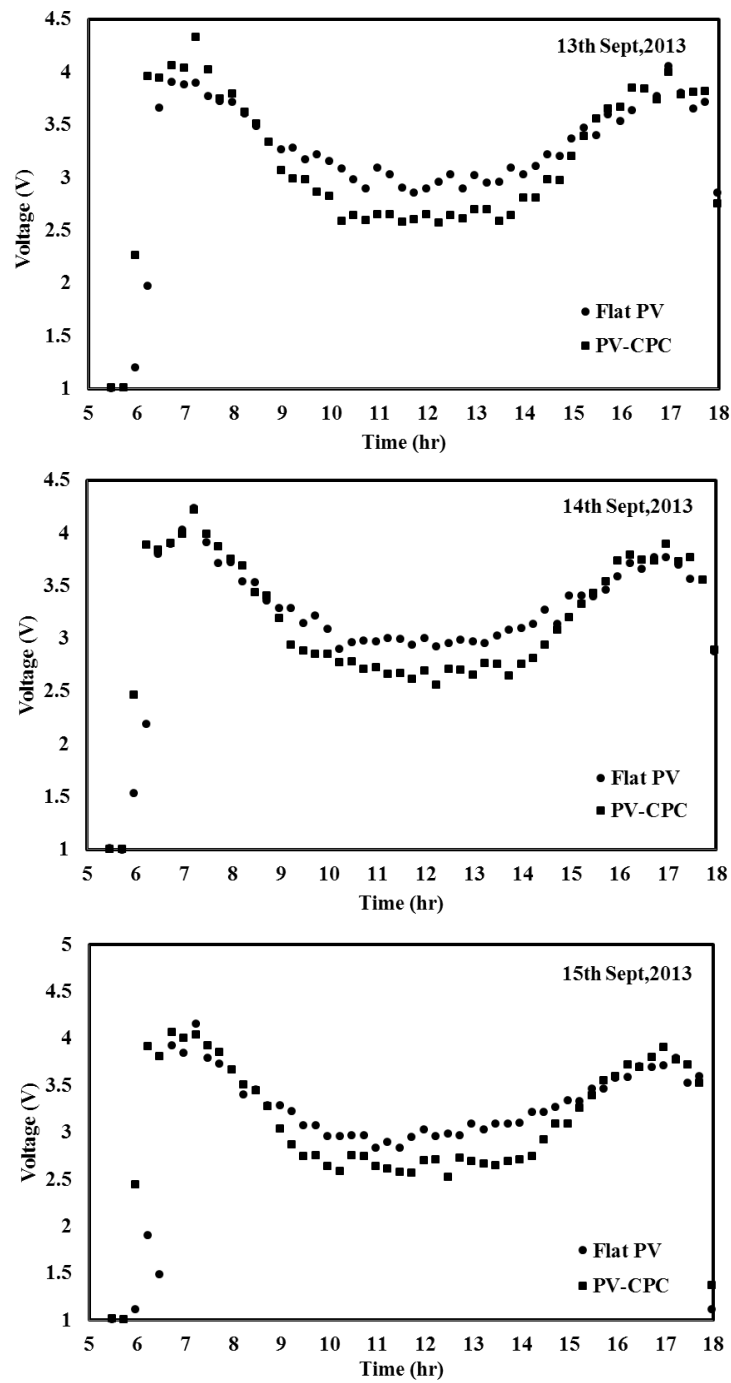 4.5
13th Sept,2013
4
3.5
3
2.5
2
1.5
1
Voltage (V)
Flat PV
PV-CPC
5 6 7 8 9 10 11 12 13 14 15 16 17 18
Time (hr)
4.5
14th Sept,2013
4
3.5
3
2.5
2
1.5
1
Voltage (V)
Flat PV
PV-CPC
5 6 7 8 9 10 11 12 13 14 15 16 17 18
Time (hr)
5
15th Sept,2013
4.5
4
3.5
3
2.5
2
1.5
1
Voltage (V)
Flat PV
PV-CPC
5 6 7 8 9 10 11 12 13 14 15 16 17 18
Time (hr)